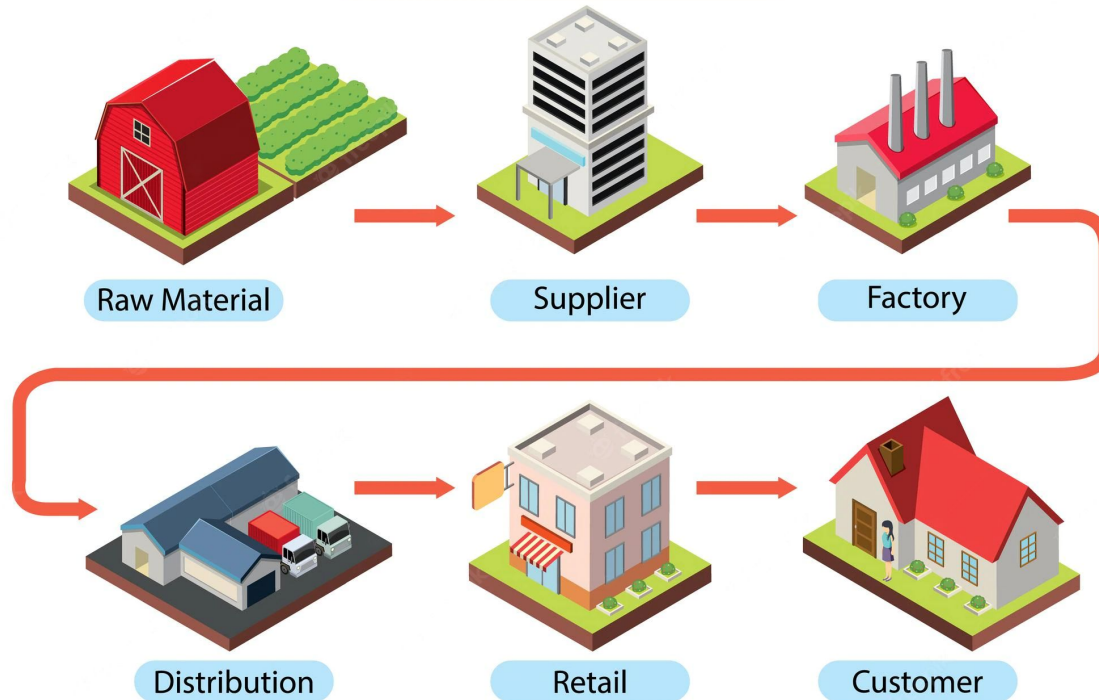 Raw Material
Supplier
Factory
Distribution
Retail
Customer